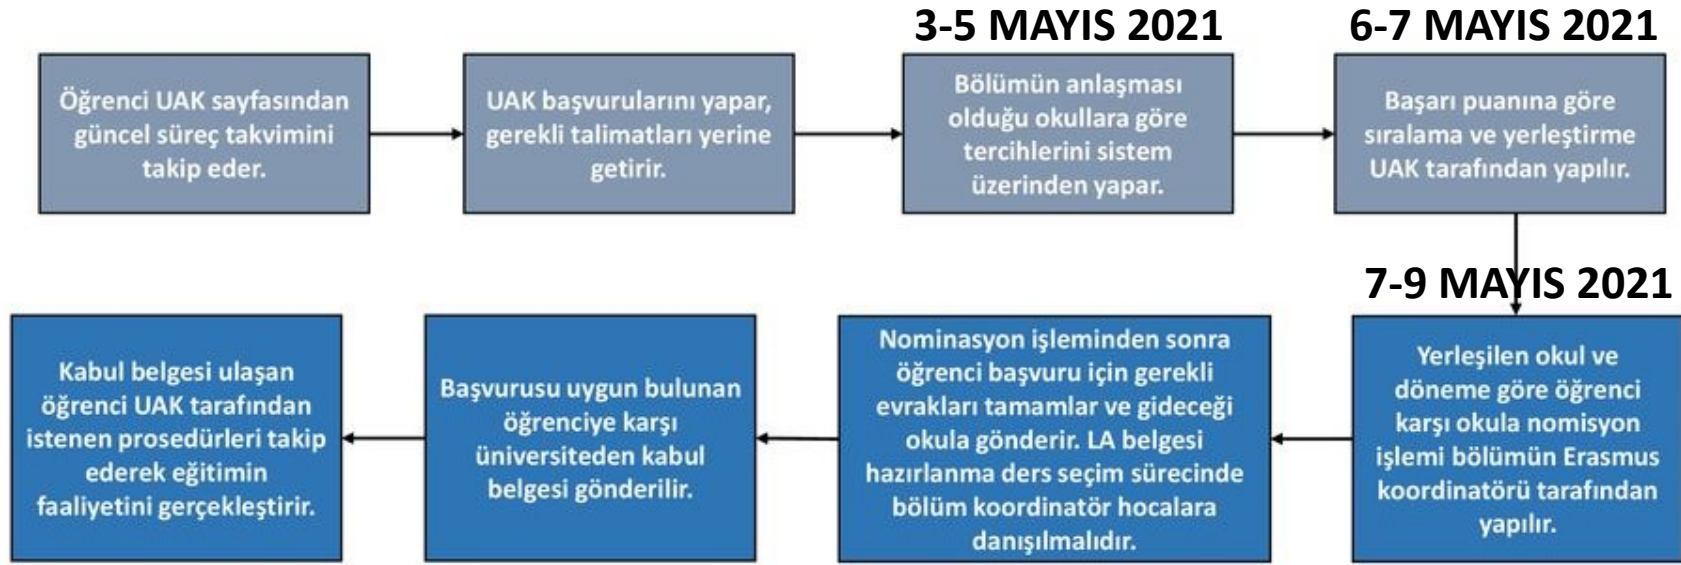 3-5 MAYIS 2021
6-7 MAYIS 2021
Öğrenci UAK sayfasından
güncel süreç takvimini
takip eder.
UAK başvurularını yapar,
gerekli talimatları yerine
getirir.
Bölümün anlaşması
olduğu okullara göre
tercihlerini sistem
üzerinden yapar.
Başarı puanına göre
sıralama ve yerleştirme
UAK tarafından yapılır.
7-9 MAYIS 2021
Yerleşilen okul ve
döneme göre öğrenci
karşı okula nomisyon
işlemi bölümün Erasmus
koordinatörü tarafından
yapılır.
Nominasyon işleminden sonra
öğrenci başvuru için gerekli
evrakları tamamlar ve gideceği
okula gönderir. LA belgesi
hazırlanma ders seçim sürecinde
bölüm koordinatör hocalara
danışılmalıdır.
Başvurusu uygun bulunan
öğrenciye karşı
üniversiteden kabul
belgesi gönderilir.
Kabul belgesi ulaşan
öğrenci UAK tarafından
istenen prosedürleri takip
ederek eğitimin
faaliyetini gerçekleştirir.